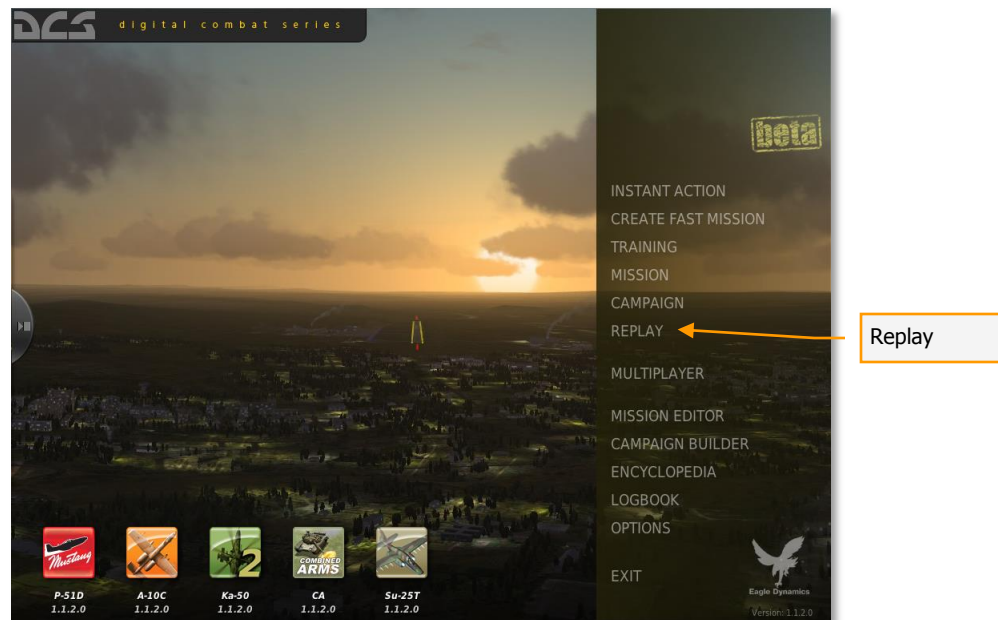 DCS digital combat series
beta
INSTANT ACTION
CREATE FAST MISSION
TRAINING
MISSION
CAMPAIGN
REPLAY
Replay
MULTIPLAYER
MISSION EDITOR
CAMPAIGN BUILDER
ENCYCLOPEDIA
LOGBOOK
OPTIONS
EXIT
Eagle Dynamics
Version: 1.1.2.0
Mustang
2
COMBINED
ARMS
P-51D A-10C Ka-50 CA Su-25T
1.1.2.0 1.1.2.0 1.1.2.0 1.1.2.0 1.1.2.0